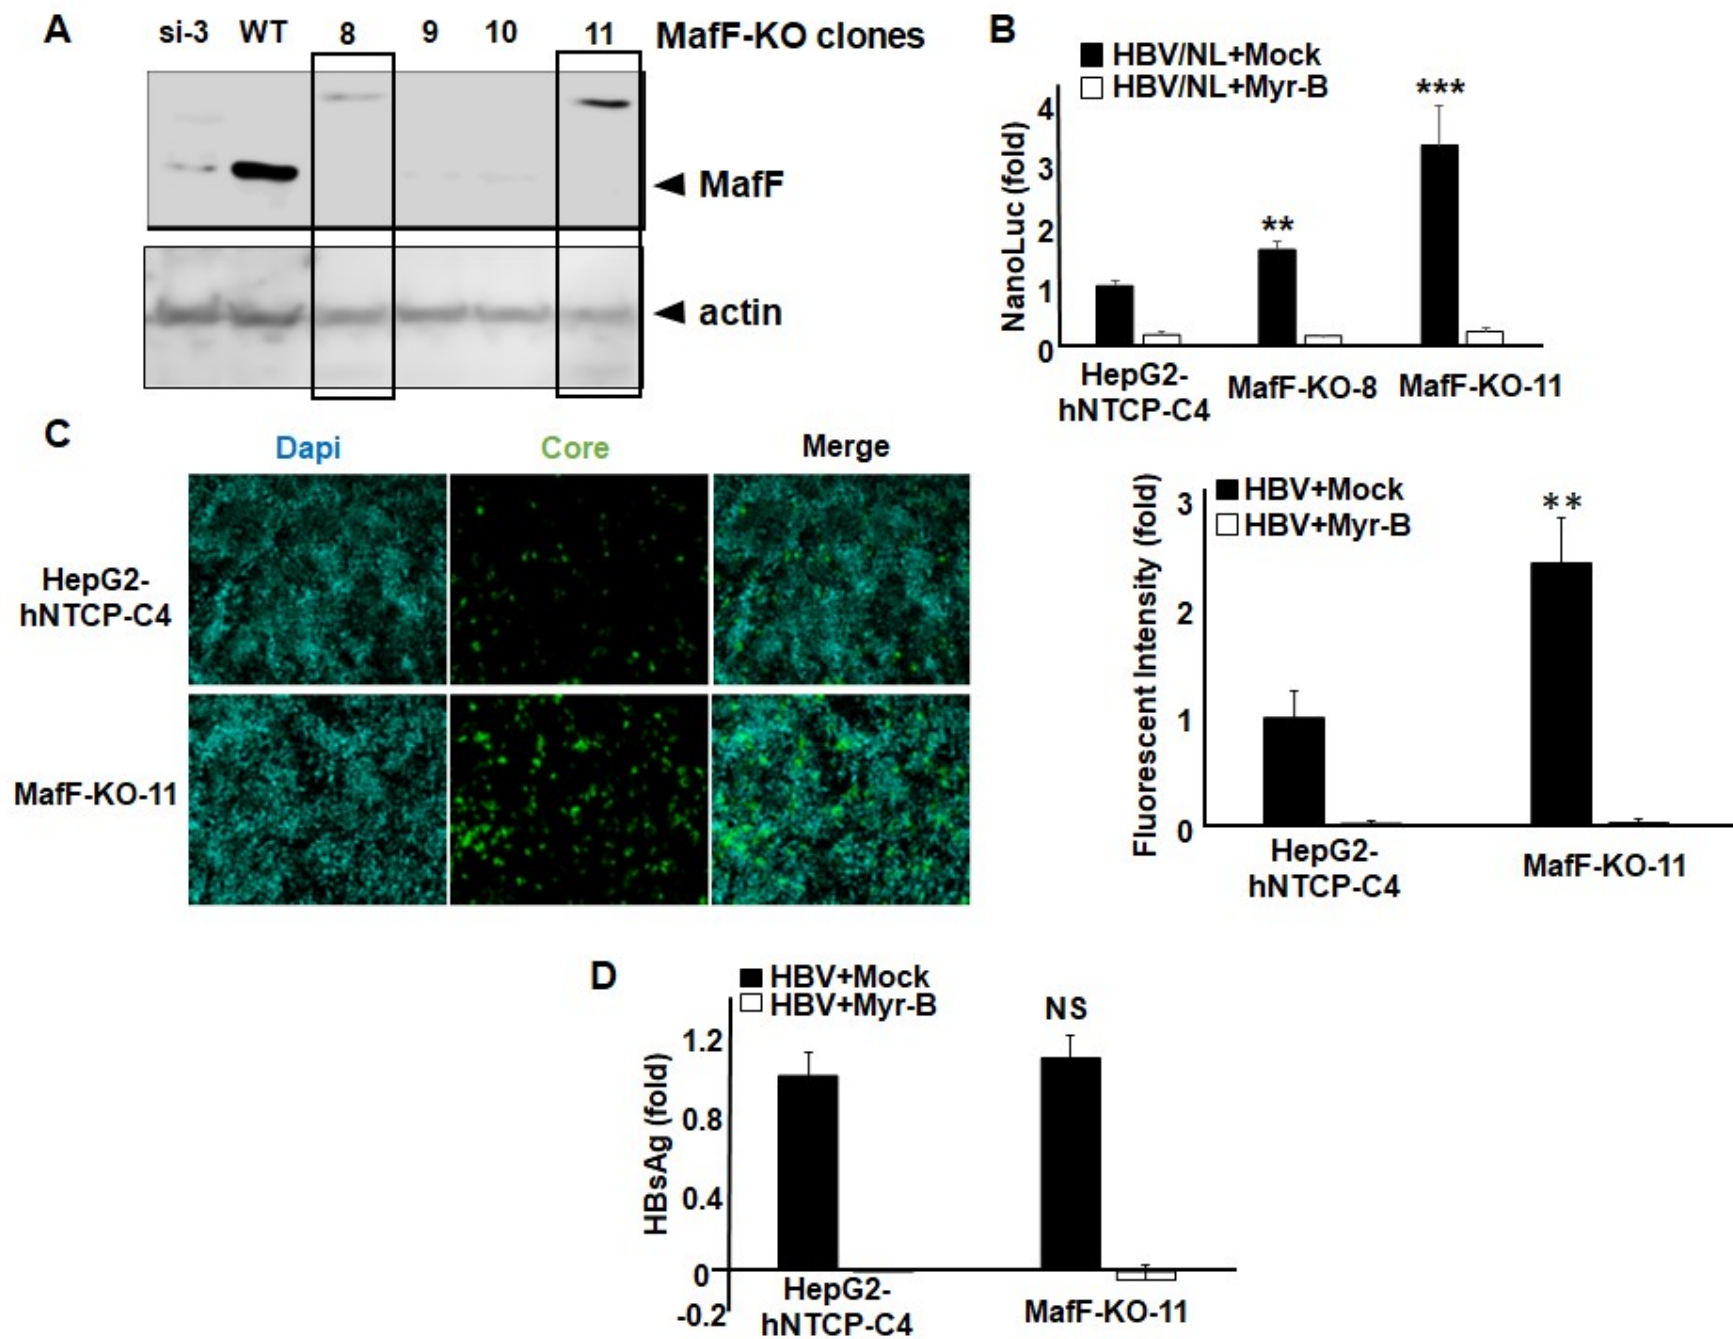 A
si-3 WT 8 9 10 11 MafF-KO clones
MafF
actin
B
HBV/NL+Mock
HBV/NL+Myr-B
NanoLuc (fold)
4
3
2
1
0
**
***
HepG2-
hNTCP-C4
MafF-KO-8
MafF-KO-11
C
Dapi Core Merge
HepG2-
hNTCP-C4
MafF-KO-11
HBV+Mock
HBV+Myr-B
Fluorescent Intensity (fold)
3
2
1
0
**
HepG2-
hNTCP-C4
MafF-KO-11
D
HBV+Mock
HBV+Myr-B
HBsAg (fold)
1.2
0.8
0.4
0
-0.2
NS
HepG2-
hNTCP-C4
MafF-KO-11